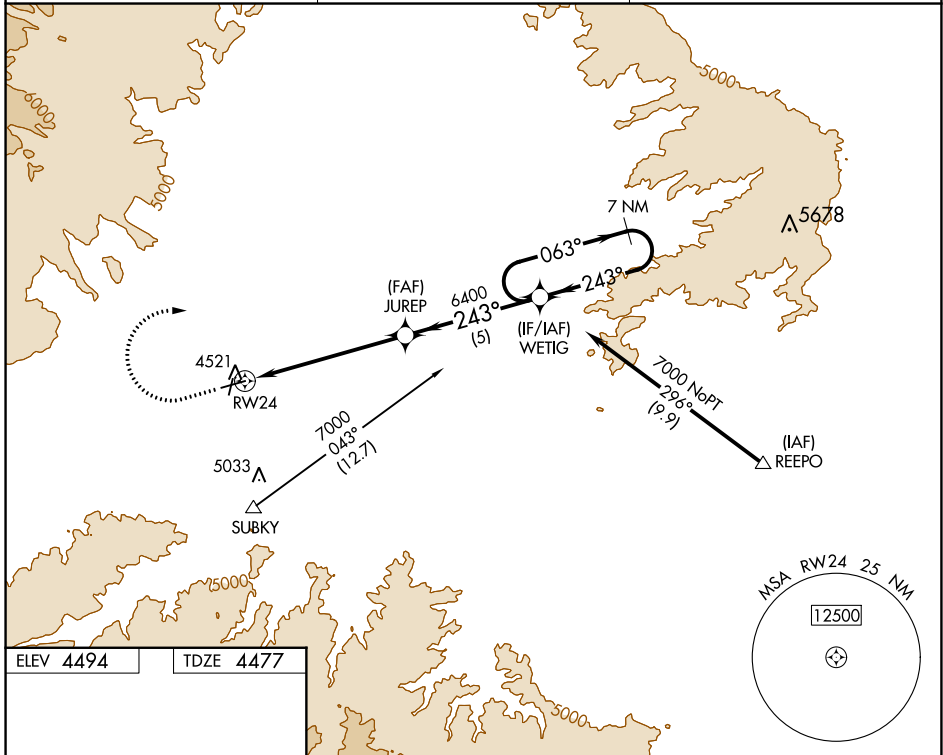 5000
6000
5000
7 NM
5678
063°
243°
(FAF)
JUREP
6400
243°
(5)
(IF/IAF)
WETIG
4521
RW24
7000 NoPT
296°
(9.9)
7000
043°
(12.7)
(IAF)
REEPO
5033
SUBKY
5000
MSA RW24 25 NM
12500
ELEV 4494
TDZE 4477
5000